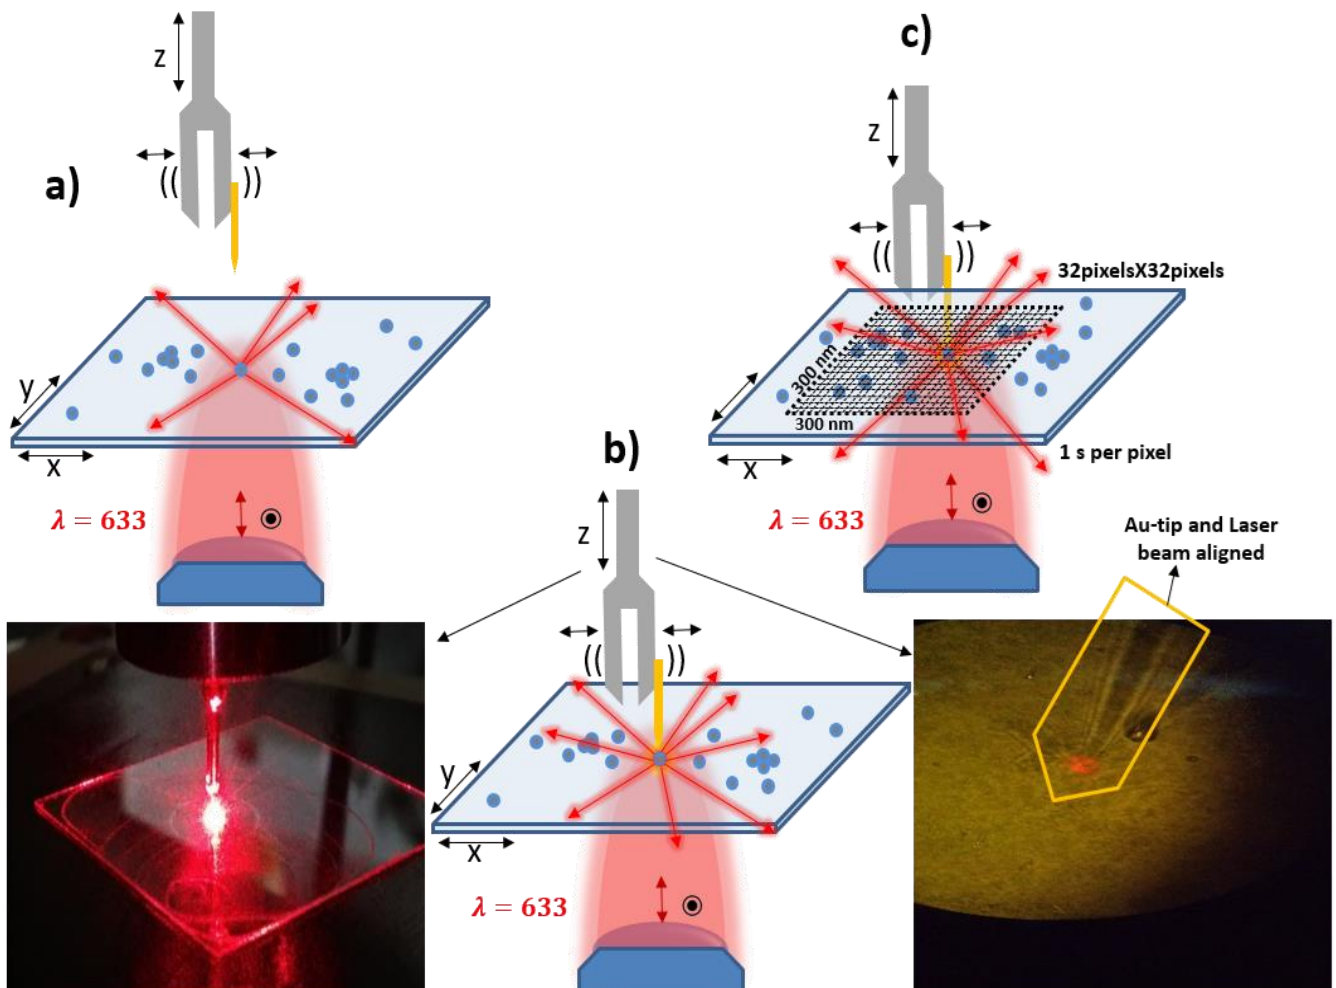 a)
z
((
))
y
x
λ = 633
b)
z
((
))
y
x
λ = 633
c)
z
((
))
32pixelsX32pixels
300 nm
300 nm
1 s per pixel
x
λ = 633
Au-tip and Laser
beam aligned